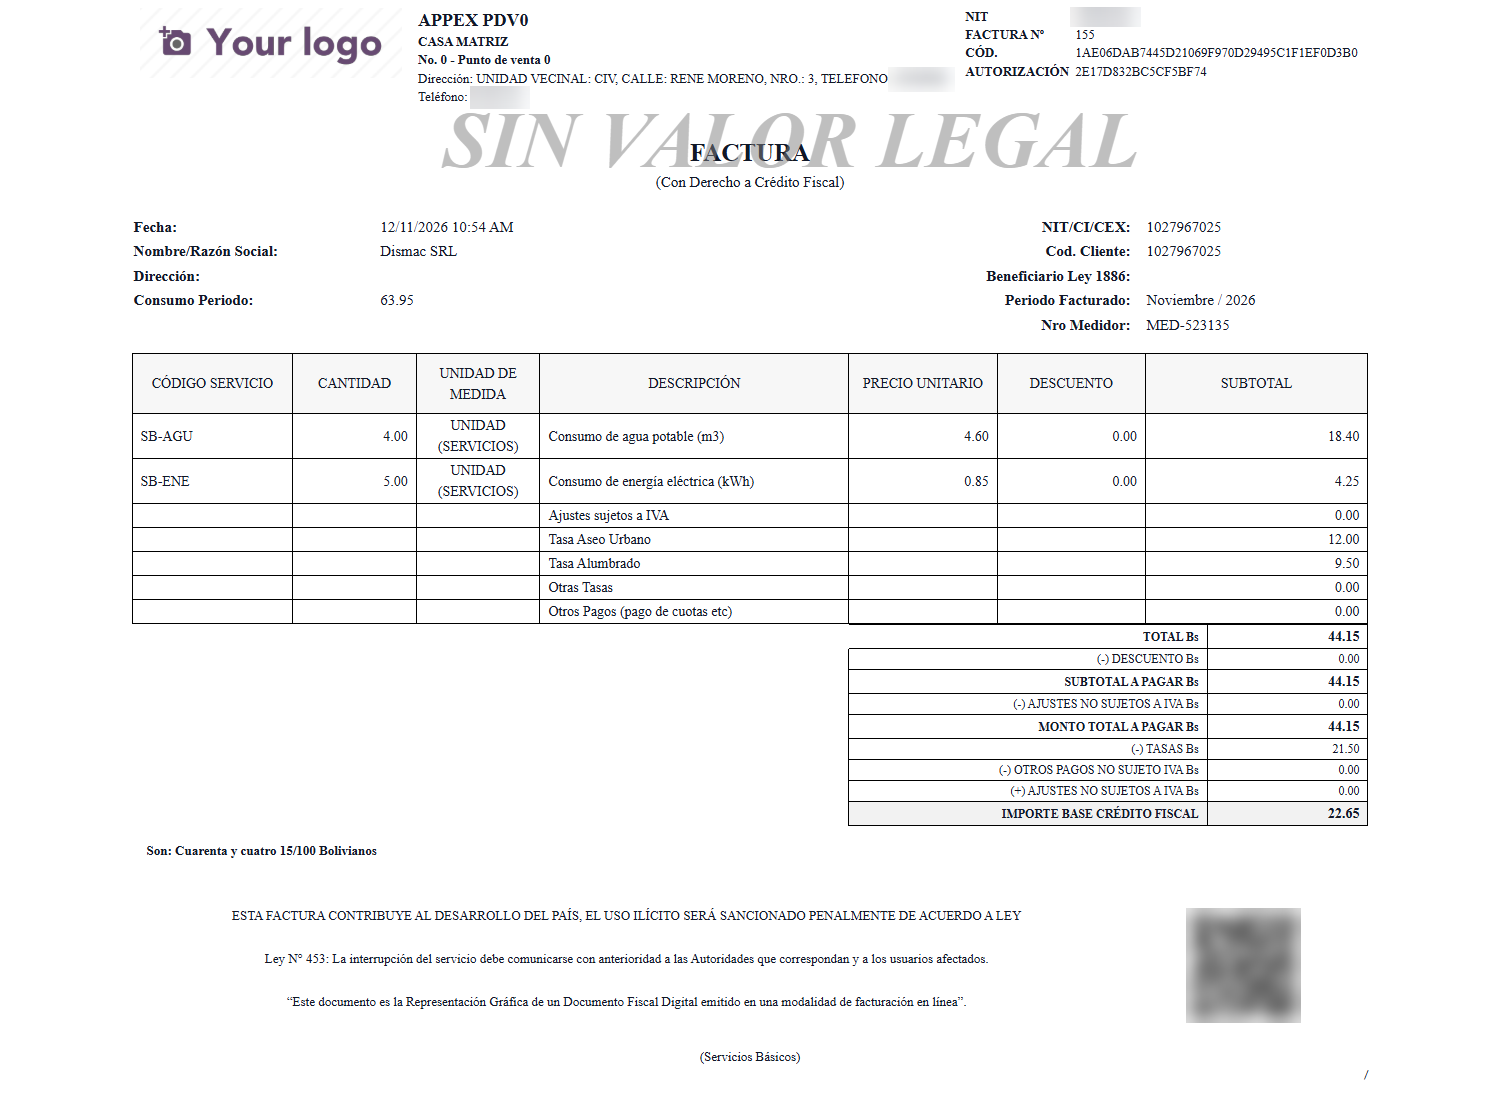 Your logo
APPEX PDV0
CASA MATRIZ
No. 0 - Punto de venta 0
Dirección: UNIDAD VECINAL: CIV, CALLE: RENE MORENO, NRO.: 3, TELEFONO
Teléfono:
NIT
FACTURA N° 155
CÓD. 1AE06DAB7445D21069F970D29495C1F1EF0D3B0
AUTORIZACIÓN 2E17D832BC5CF5BF74
SIN VALOR LEGAL
FACTURA
(Con Derecho a Crédito Fiscal)
Fecha: 12/11/2026 10:54 AM NIT/CI/CEX: 1027967025
Nombre/Razón Social: Dismac SRL Cod. Cliente: 1027967025
Dirección: Beneficiario Ley 1886:
Consumo Periodo: 63.95 Periodo Facturado: Noviembre / 2026
Nro Medidor: MED-523135
CÓDIGO SERVICIO CANTIDAD UNIDAD DE MEDIDA DESCRIPCIÓN PRECIO UNITARIO DESCUENTO SUBTOTAL
SB-AGU 4.00 UNIDAD (SERVICIOS) Consumo de agua potable (m3) 4.60 0.00 18.40
SB-ENE 5.00 UNIDAD (SERVICIOS) Consumo de energía eléctrica (kWh) 0.85 0.00 4.25
Ajustes sujetos a IVA 0.00
Tasa Aseo Urbano 12.00
Tasa Alumbrado 9.50
Otras Tasas 0.00
Otros Pagos (pago de cuotas etc) 0.00
TOTAL Bs 44.15
(-) DESCUENTO Bs 0.00
SUBTOTAL A PAGAR Bs 44.15
(-) AJUSTES NO SUJETOS A IVA Bs 0.00
MONTO TOTAL A PAGAR Bs 44.15
(-) TASAS Bs 21.50
(-) OTROS PAGOS NO SUJETO IVA Bs 0.00
(+) AJUSTES NO SUJETOS A IVA Bs 0.00
IMPORTE BASE CRÉDITO FISCAL 22.65
Son: Cuarenta y cuatro 15/100 Bolivianos
ESTA FACTURA CONTRIBUYE AL DESARROLLO DEL PAÍS, EL USO ILÍCITO SERÁ SANCIONADO PENALMENTE DE ACUERDO A LEY
Ley N° 453: La interrupción del servicio debe comunicarse con anterioridad a las Autoridades que correspondan y a los usuarios afectados.
“Este documento es la Representación Gráfica de un Documento Fiscal Digital emitido en una modalidad de facturación en línea”.
(Servicios Básicos)
/